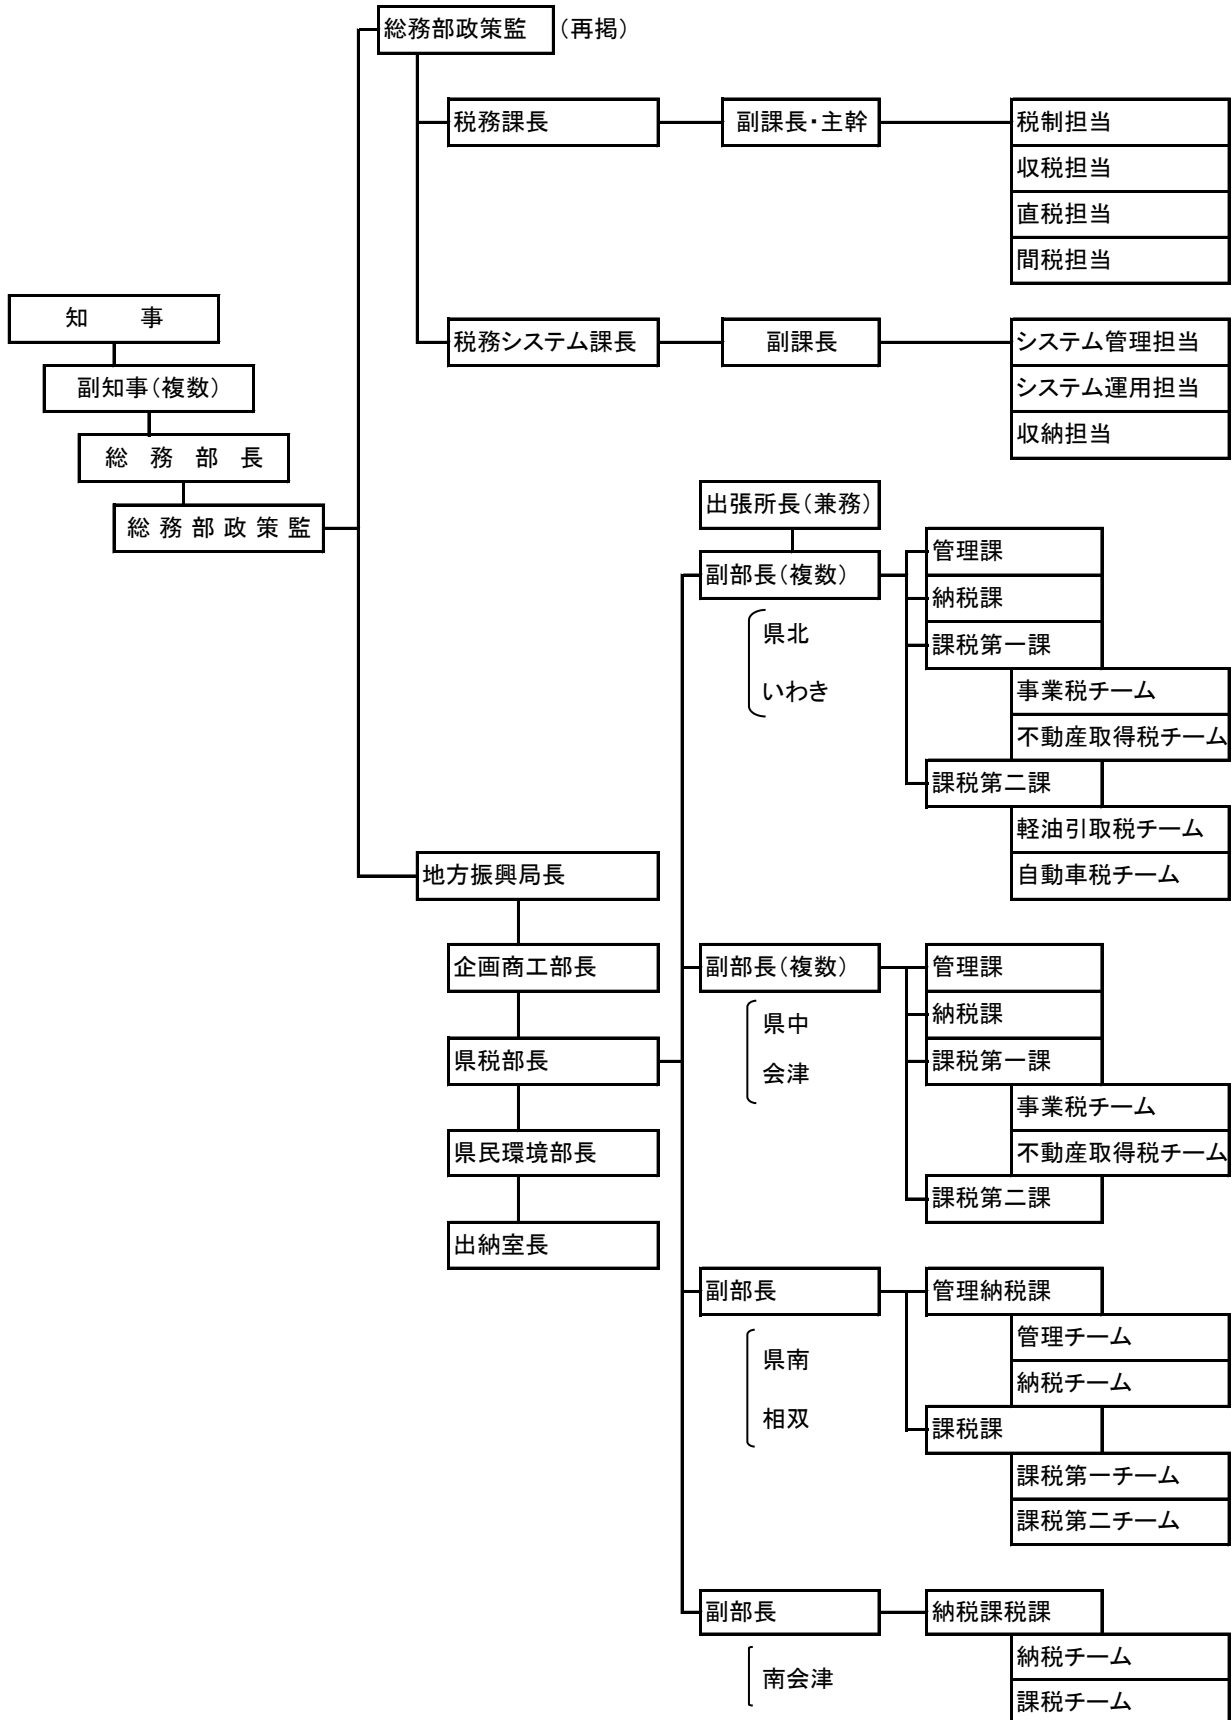 総務部政策監 (再掲)
税務課長 副課長・主幹 税制担当
収税担当
直税担当
間税担当
知 事
税務システム課長 副課長 システム管理担当
副知事(複数) システム運用担当
総 務 部 長 収納担当
出張所長(兼務)
総 務 部 政 策 監
管理課
副部長(複数)
納税課
県北
課税第一課
いわき
事業税チーム
不動産取得税チーム
課税第二課
軽油引取税チーム
地方振興局長 自動車税チーム
企画商工部長 副部長(複数) 管理課
県中 納税課
県税部長 会津 課税第一課
事業税チーム
県民環境部長 不動産取得税チーム
課税第二課
出納室長
副部長 管理納税課
県南 管理チーム
納税チーム
相双 課税課
課税第一チーム
課税第二チーム
副部長 納税課税課
南会津 納税チーム
課税チーム